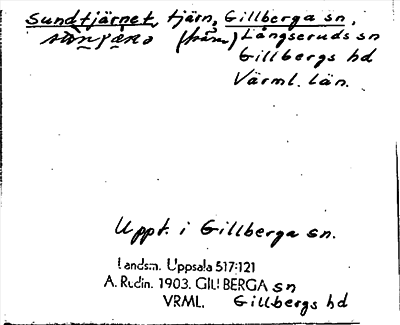 Sundtjärnet, tjärn, Gillberga sn,
Långseruds sn
Gillbergs hd
Värml. län.
Uppt. i Gillberga sn.
Landsm. Uppsala 517:121
A. Rudin. 1903. GILLBERGA sn
VRML. Gillbergs hd